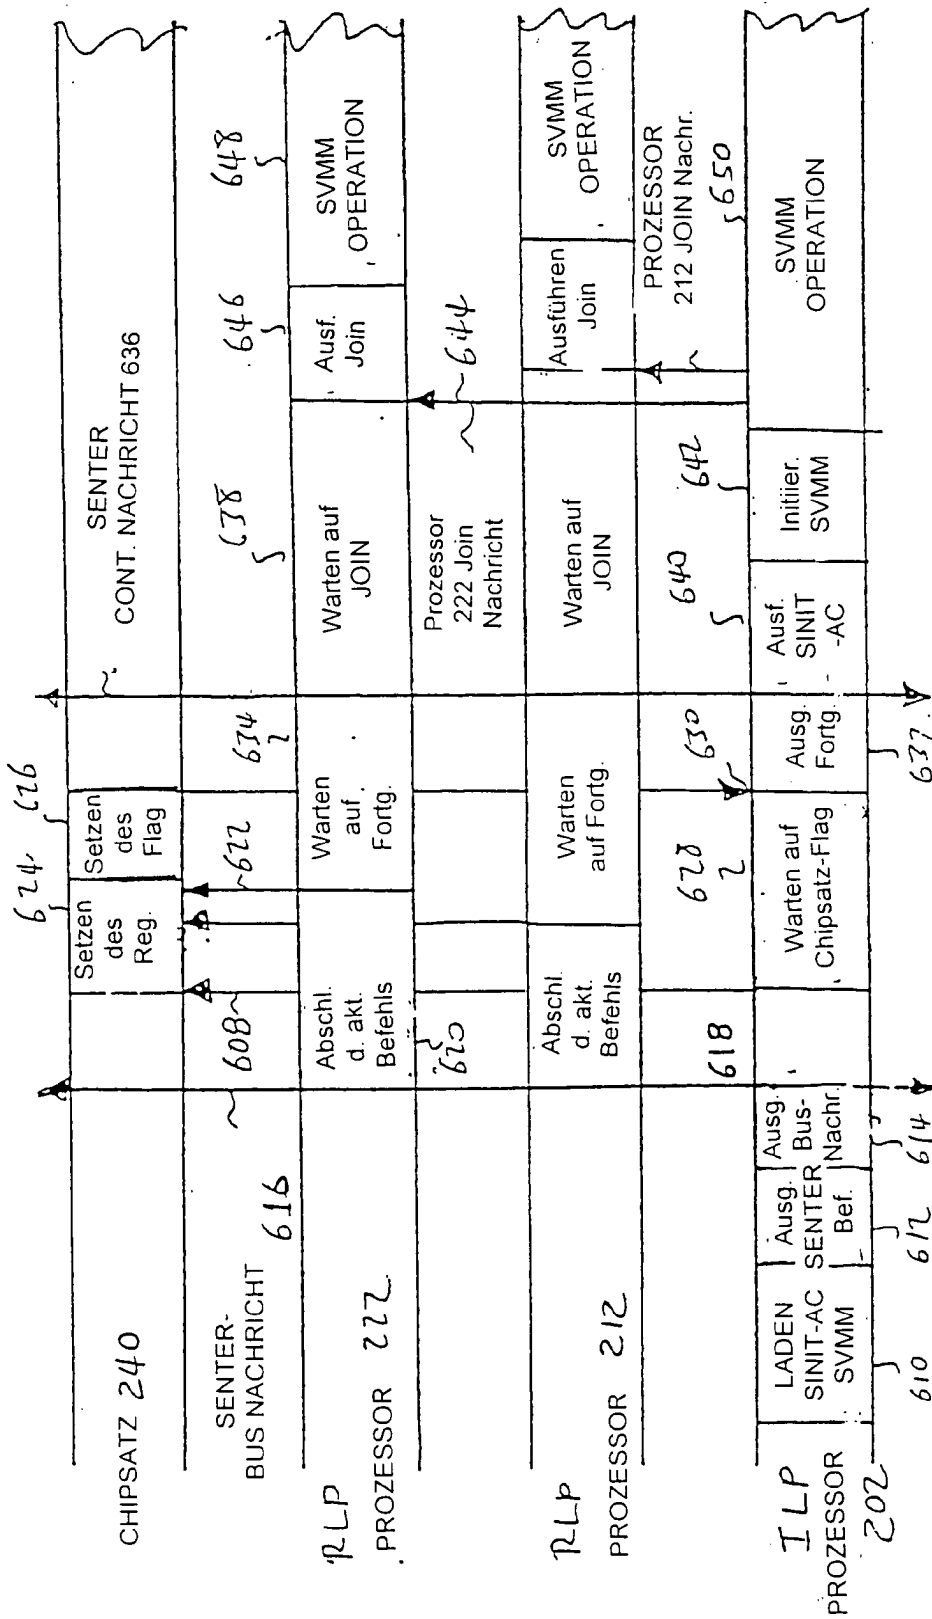 624
626
SENTER
CONT. NACHRICHT 636
CHIPSATZ 240
Setzen
des
Reg.
Setzen
des
Flag
SENTER-
BUS NACHRICHT
616
608
622
634
638
646
648
RLP
PROZESSOR 222
Abschl.
d. akt.
Befehls
Warten
auf
Fortg.
Warten auf
JOIN
Ausf.
Join
SVMM
OPERATION
620
Prozessor
222 Join
Nachricht
644
RLP
PROZESSOR 212
Abschl.
d. akt.
Befehls
Warten
auf Fortg.
Warten auf
JOIN
Ausführen
Join
SVMM
OPERATION
618
628
630
640
642
PROZESSOR
212 JOIN Nachr.
650
ILP
PROZESSOR
202
LADEN
SINIT-AC
SVMM
Ausg.
SENTER
Bef.
Ausg.
Bus-
Nachr.
Warten auf
Chipsatz-Flag
Ausg.
Fortg.
Ausf.
SINIT
-AC
Initiier.
SVMM
SVMM
OPERATION
610
612
614
632